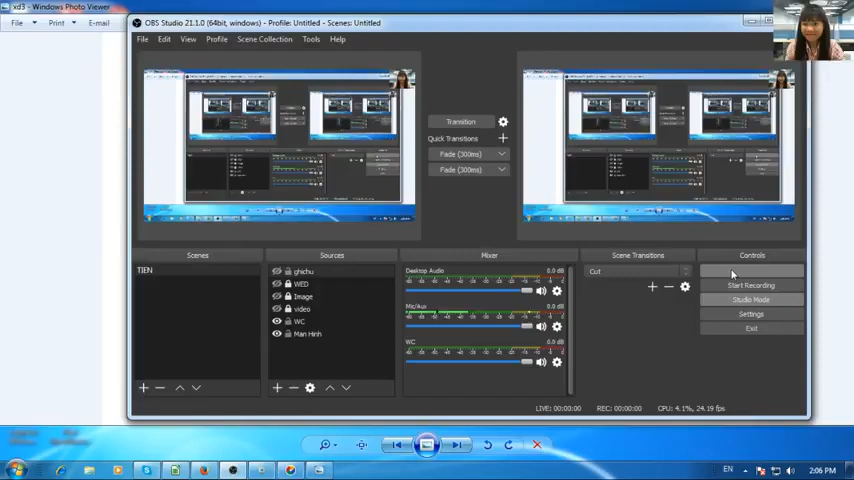 xd3 - Windows Photo Viewer
File Print E-mail
OBS Studio 21.1.0 (64bit, windows) - Profile: Untitled - Scenes: Untitled
File Edit View Profile Scene Collection Tools Help
Transition
Quick Transitions
Fade (300ms)
Fade (300ms)
Scenes Sources Mixer Scene Transitions Controls
TIEN
ghichu
WED
Image
video
WC
Man Hinh
Desktop Audio 0.0 dB
Mic/Aux 0.0 dB
WC 0.0 dB
Cut
Start Recording
Studio Mode
Settings
Exit
LIVE: 00:00:00 REC: 00:00:00 CPU: 4.1%, 24.19 fps
EN 2:06 PM